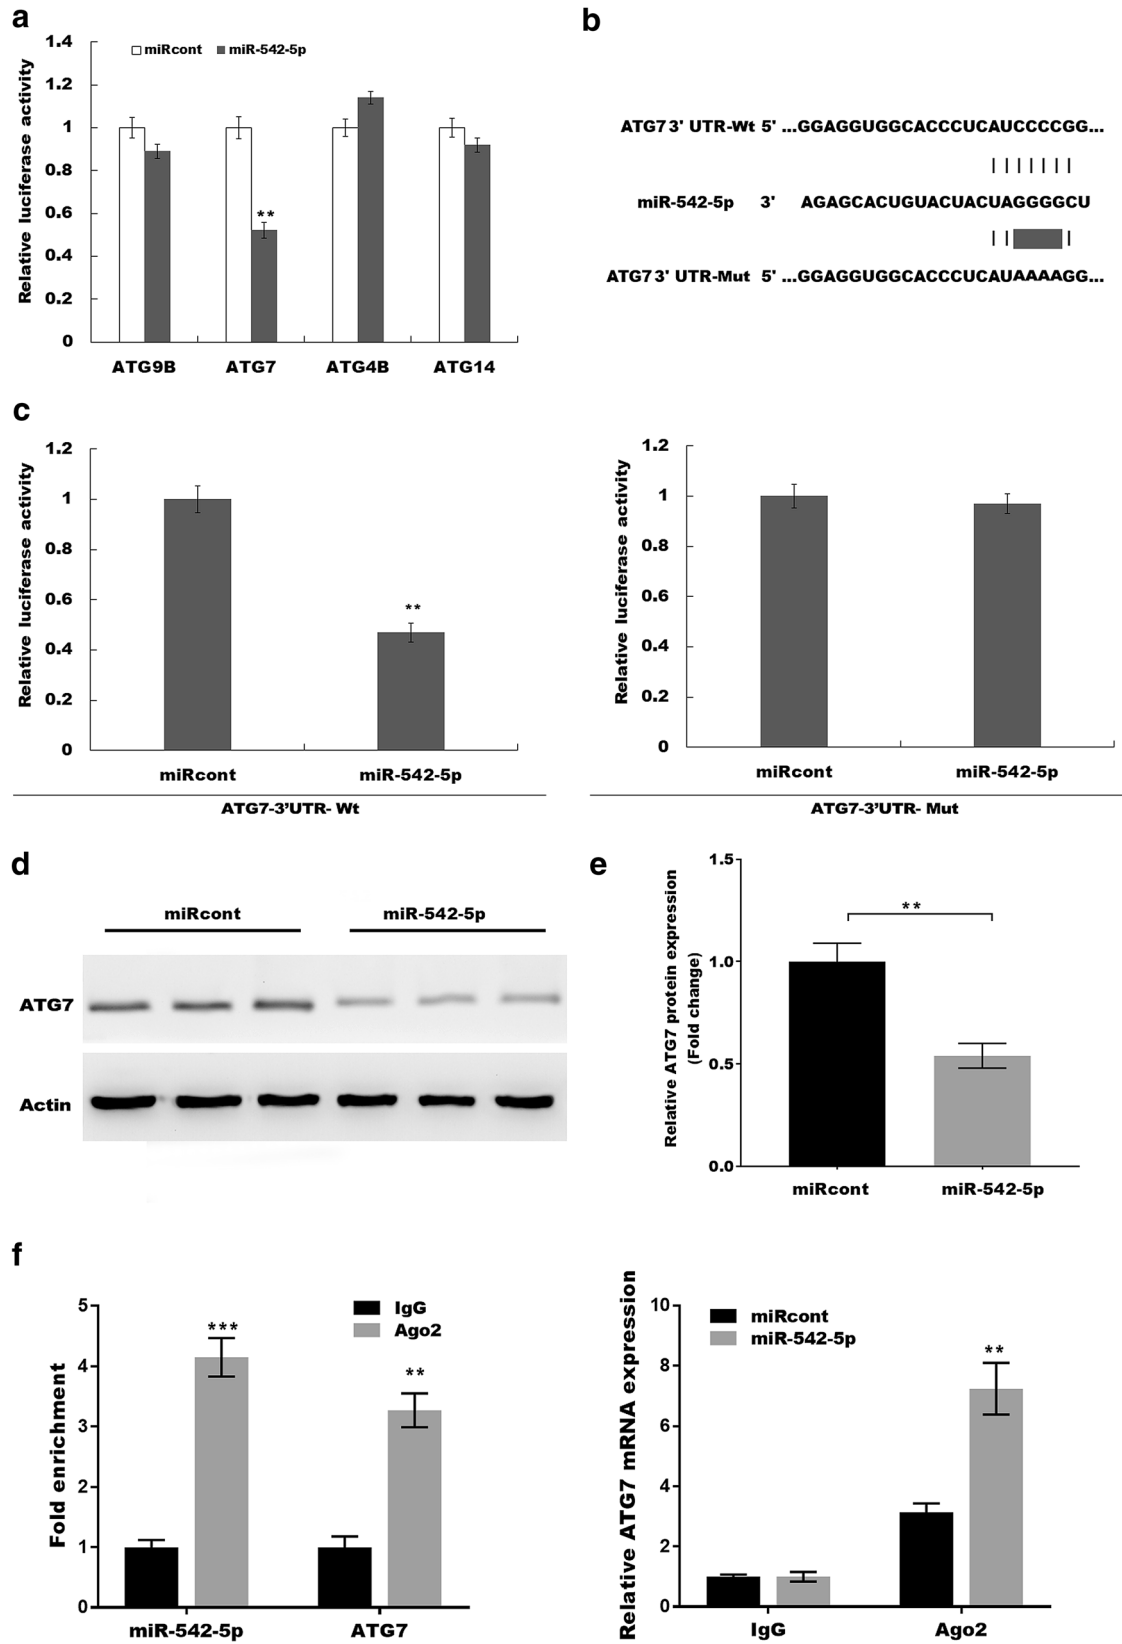 a
1.4
1.2
1
0.8
0.6
0.4
0.2
0
Relative luciferase activity
miRcont miR-542-5p
**
ATG9B ATG7 ATG4B ATG14
b
ATG7 3' UTR-Wt 5' ...GGAGGUGGCACCCUCAUCCCCGG...
miR-542-5p 3' AGAGCACUGUACUACUAGGGGCU
ATG7 3' UTR-Mut 5' ...GGAGGUGGCACCCUCAUAAAAGG...
c
1.2
1
0.8
0.6
0.4
0.2
0
Relative luciferase activity
**
miRcont miR-542-5p
ATG7-3’UTR- Wt
1.2
1
0.8
0.6
0.4
0.2
0
Relative luciferase activity
miRcont miR-542-5p
ATG7-3’UTR- Mut
d
miRcont miR-542-5p
ATG7
Actin
e
1.5
1.0
0.5
0.0
Relative ATG7 protein expression
(Fold change)
**
miRcont miR-542-5p
f
5
4
3
2
1
0
Fold enrichment
IgG
Ago2
***
**
miR-542-5p ATG7
10
8
6
4
2
0
Relative ATG7 mRNA expression
miRcont
miR-542-5p
**
IgG Ago2